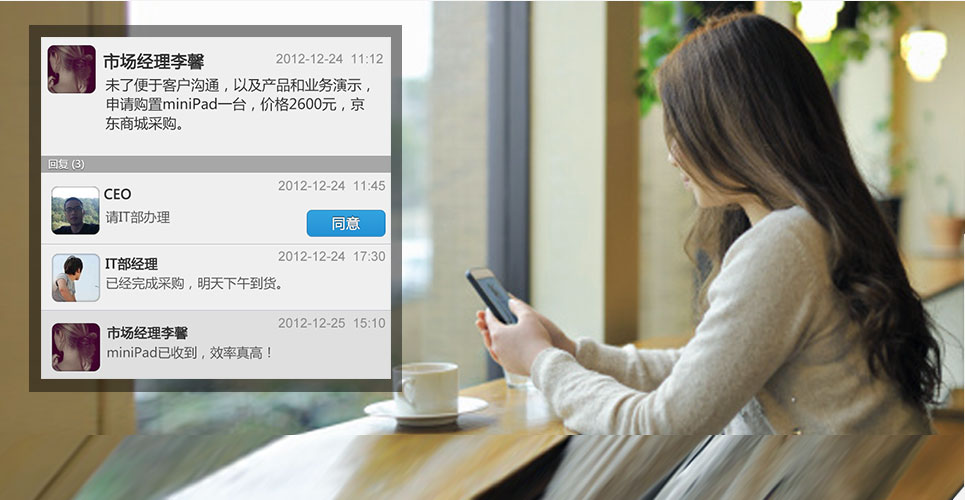 市场经理李馨 2012-12-24 11:12
未了便于客户沟通，以及产品和业务演示，
申请购置miniPad一台，价格2600元，京
东商城采购。
回复 (3)
CEO 2012-12-24 11:45
请IT部办理
同意
IT部经理 2012-12-24 17:30
已经完成采购，明天下午到货。
市场经理李馨 2012-12-25 15:10
miniPad已收到，效率真高！